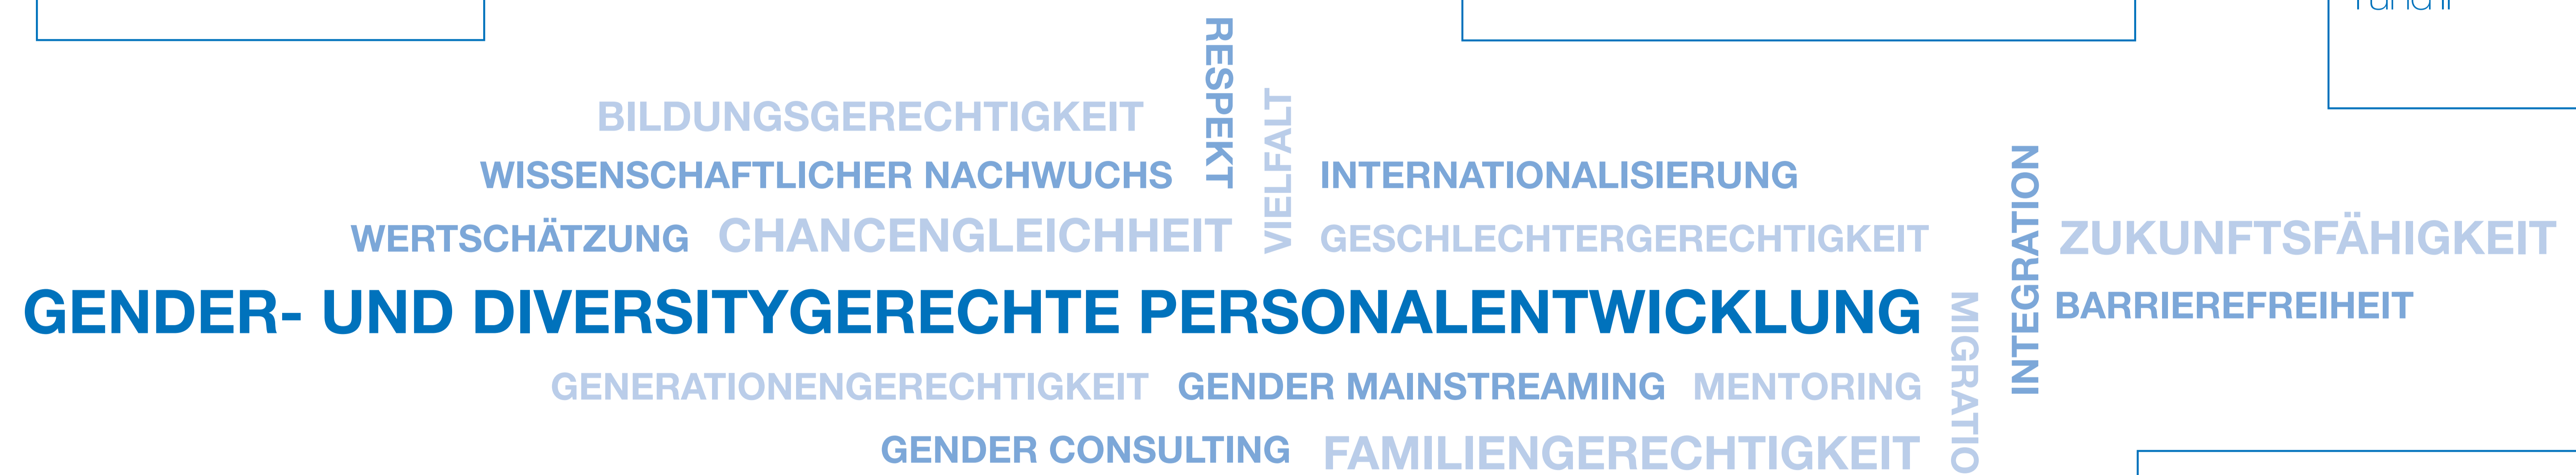 RESPEKT
BILDUNGSGERECHTIGKEIT
VIELFALT
WISSENSCHAFTLICHER NACHWUCHS
INTERNATIONALISIERUNG
INTEGRATION
WERTSCHÄTZUNG CHANCENGLEICHHEIT
GESCHLECHTERGERECHTIGKEIT
ZUKUNFTSFÄHIGKEIT
GENDER- UND DIVERSITYGERECHTE PERSONALENTWICKLUNG
BARRIEREFREIHEIT
MIGRATIO
GENERATIONENGERECHTIGKEIT GENDER MAINSTREAMING MENTORING
GENDER CONSULTING FAMILIENGERECHTIGKEIT